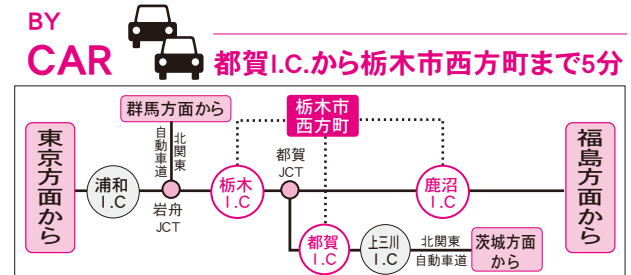 BY
CAR
都賀I.C.から栃木市西方町まで5分
群馬方面から
栃木市
西方町
東京方面から
北関東
自動車道
浦和
I.C
岩舟
JCT
栃木
I.C
都賀
JCT
鹿沼
I.C
福島方面から
都賀
I.C
上三川
I.C
北関東
自動車道
茨城方面
から